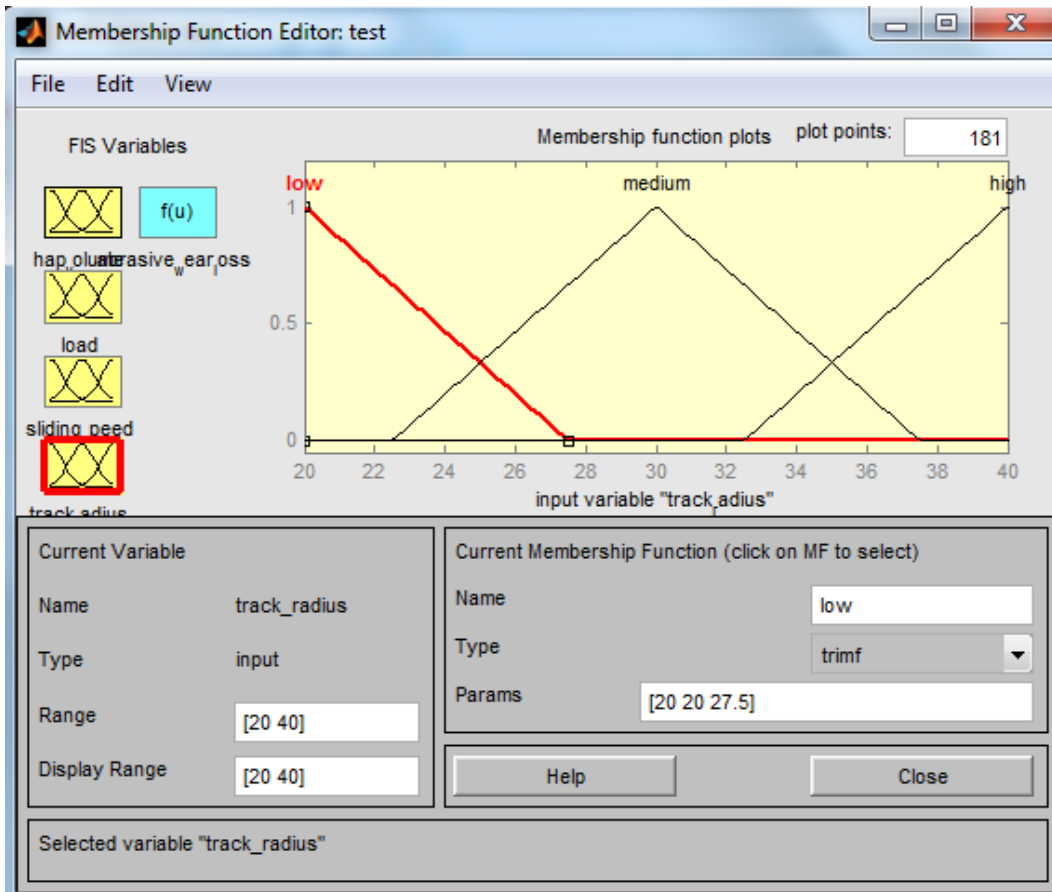 Membership Function Editor: test
File Edit View
FIS Variables
Membership function plots
plot points: 181
f(u)
load
sliding_peed
track_adius
low medium high
1
0.5
0
20 22 24 26 28 30 32 34 36 38 40
input variable "track_radius"
Current Variable
Name track_radius
Type input
Range [20 40]
Display Range [20 40]
Current Membership Function (click on MF to select)
Name low
Type trimf
Params [20 20 27.5]
Help Close
Selected variable "track_radius"